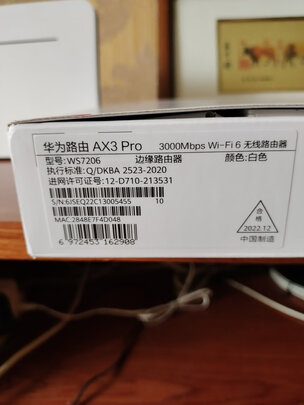 华为路由 AX3 Pro 3000Mbps Wi-Fi 6 无线路由器
型号:WS7206 边缘路由器 颜色:白色
执行标准:Q/DKBA 2523-2020
进网许可证号:12-D710-213531
S/N:6JSEQ22C13005455 10
MAC:2848E7F4D048
6 972453 162908
合格
2022.12
中国制造